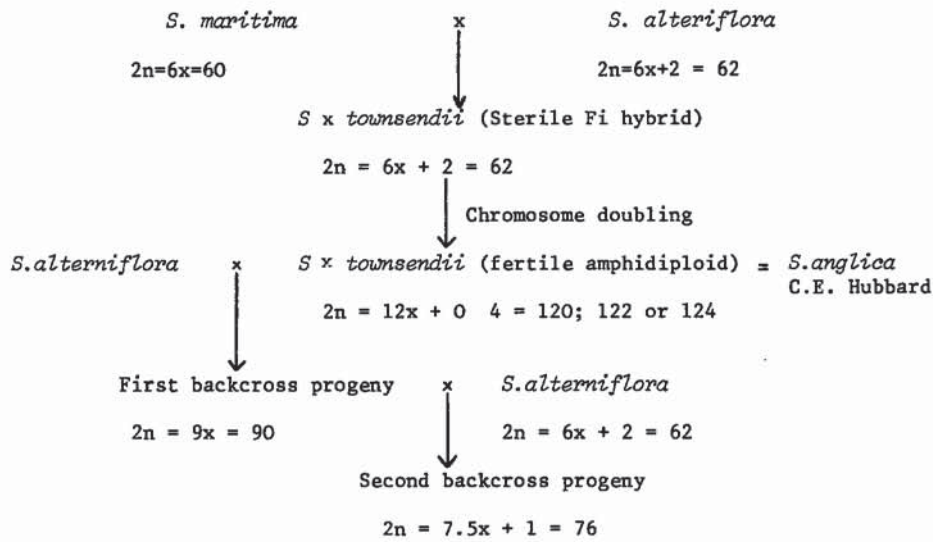 S. maritima x S. alteriflora
2n=6x=60 2n=6x+2 = 62
S x townsendii (Sterile Fi hybrid)
2n = 6x + 2 = 62
Chromosome doubling
S.alterniflora x S x townsendii (fertile amphidiploid) = S.anglica
C.E. Hubbard
2n = 12x + 0 4 = 120; 122 or 124
First backcross progeny x S.alterniflora
2n = 9x = 90 2n = 6x + 2 = 62
Second backcross progeny
2n = 7.5x + 1 = 76